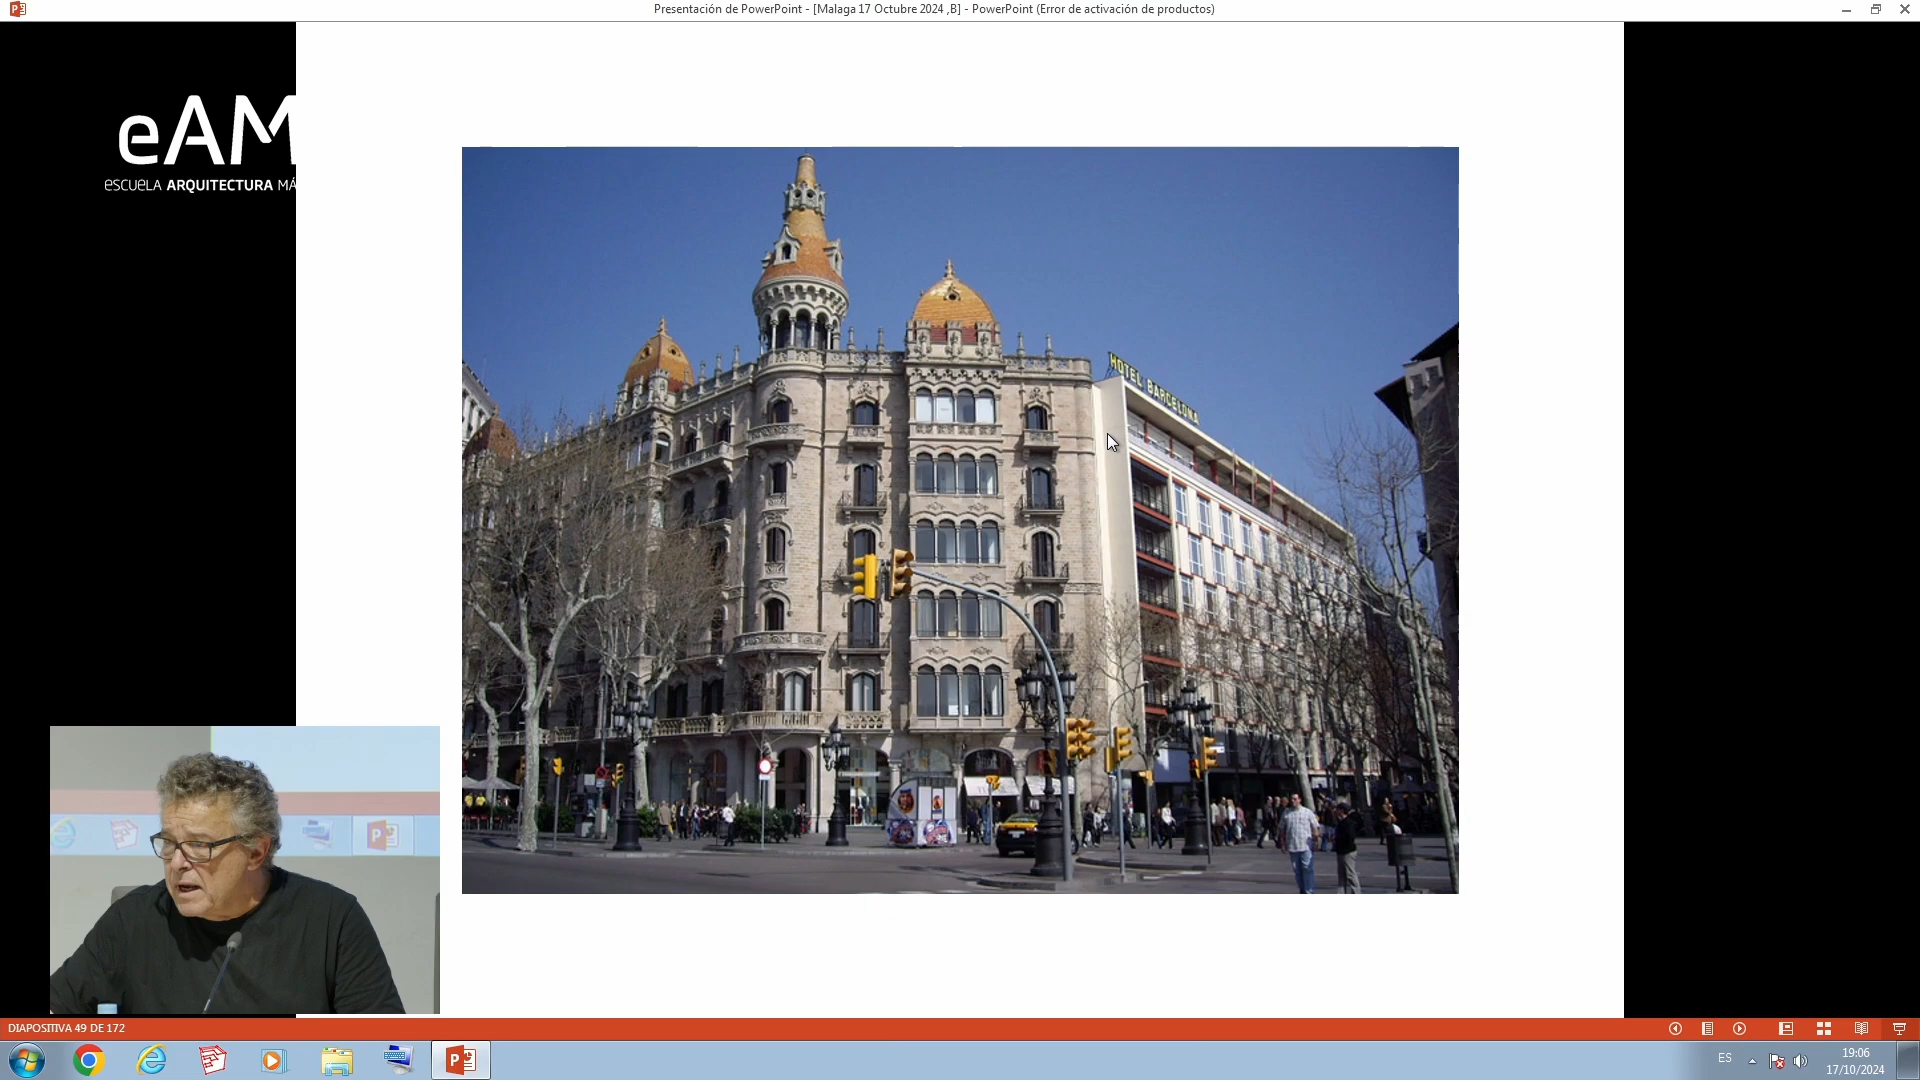 Presentación de PowerPoint - [Malaga 17 Octubre 2024 ,B] - PowerPoint (Error de activación de productos)
eAM
escueLA ARQUITECTURA MÁ
HOTEL BARCELONA
DIAPOSITIVA 49 DE 172
ES
19:06
17/10/2024